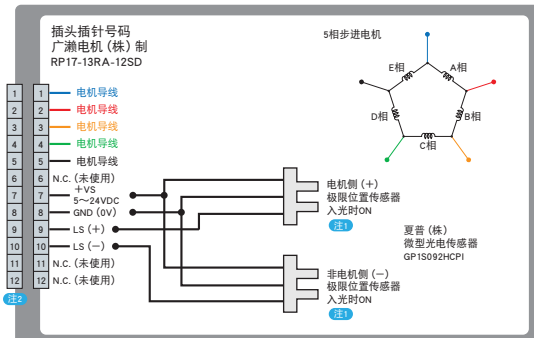 插头插针号码
广濑电机（株）制
RP17-13RA-12SD
1 1 电机导线
2 2 电机导线
3 3 电机导线
4 4 电机导线
5 5 电机导线
6 6 N.C.（未使用）
7 7 +VS
5～24VDC
8 8 GND（0V）
9 9 LS（+）
10 10 LS（−）
11 11 N.C.（未使用）
12 12 N.C.（未使用）
注2
5相步进电机
E相 A相
D相 B相
C相
电机侧（+）
极限位置传感器
入光时ON
注1
夏普（株）
微型光电传感器
GP1S092HCPI
非电机侧（−）
极限位置传感器
入光时ON
注1